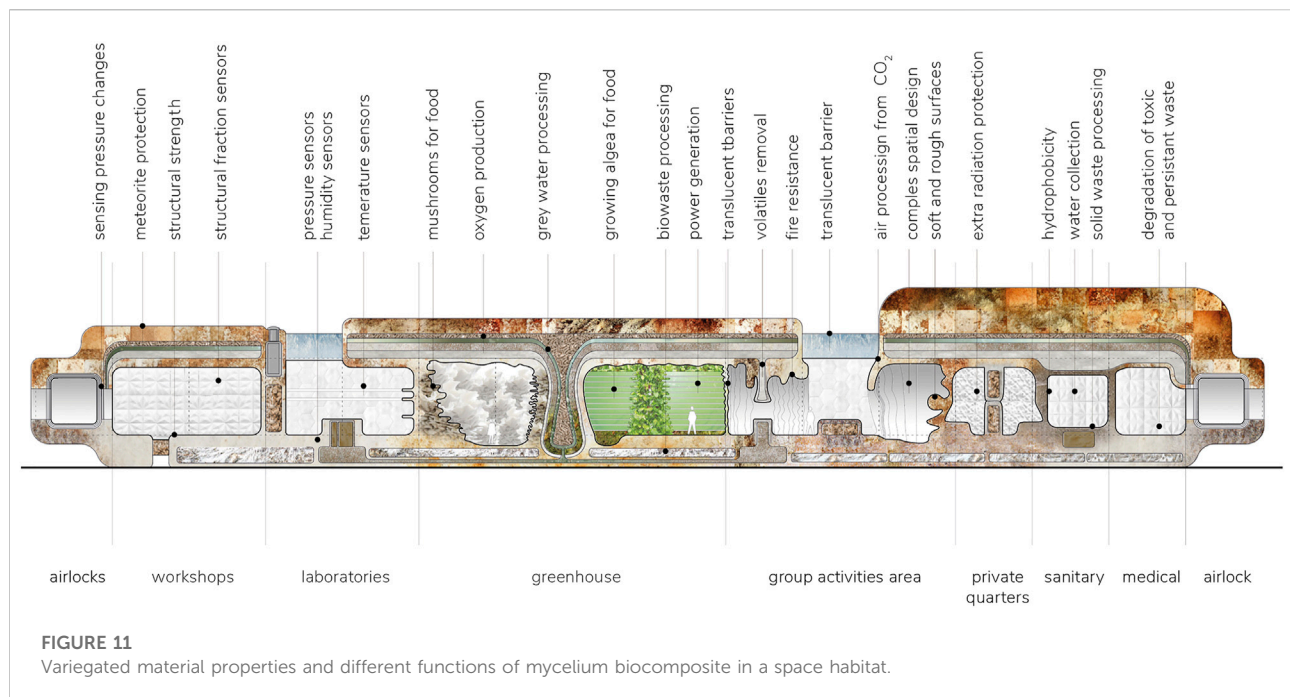 sensing pressure changes
meteorite protection
structural strength
structural fraction sensors
pressure sensors
humidity sensors
temerature sensors
mushrooms for food
oxygen production
grey water processing
growing algea for food
biowaste processing
power generation
translucent tbarriers
volatiles removal
fire resistance
translucent barrier
air procession from CO₂
comples spatial design
soft and rough surfaces
extra radiation protection
hydrophobicity
water collection
solid waste processing
degradation of toxic
and persistant waste
airlocks
workshops
laboratories
greenhouse
group activities area
private
quarters
sanitary
medical
airlock
FIGURE 11
Variegated material properties and different functions of mycelium biocomposite in a space habitat.